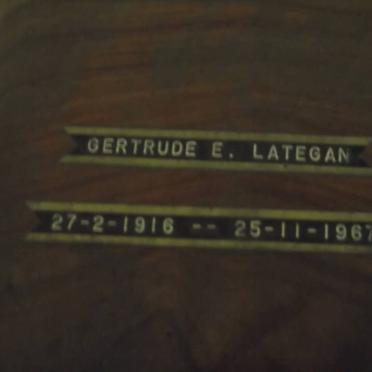 GERTRUDE E. LATEGAN
27-2-1916 -- 25-11-1967